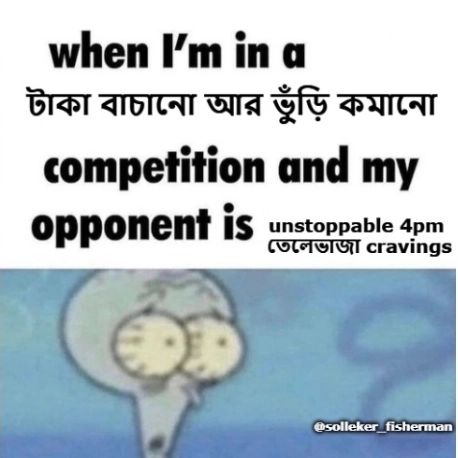 when I'm in a
টাকা বাচানো আর ভুঁড়ি কমানো
competition and my
opponent is unstoppable 4pm
তেলেভাজা cravings
@solleker_fisherman